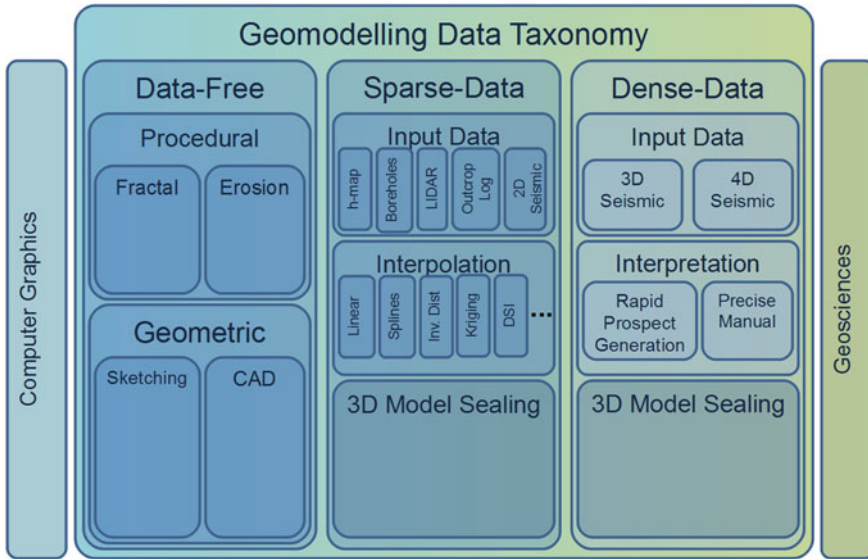 Geomodelling Data Taxonomy
Computer Graphics
Data-Free
Procedural
Fractal
Erosion
Geometric
Sketching
CAD
Sparse-Data
Input Data
h-map
Boreholes
LIDAR
Outcrop
Log
2D
Seismic
Interpolation
Linear
Splines
Inv. Dist
Kriging
DSI
...
3D Model Sealing
Dense-Data
Input Data
3D
Seismic
4D
Seismic
Interpretation
Rapid
Prospect
Generation
Precise
Manual
3D Model Sealing
Geosciences